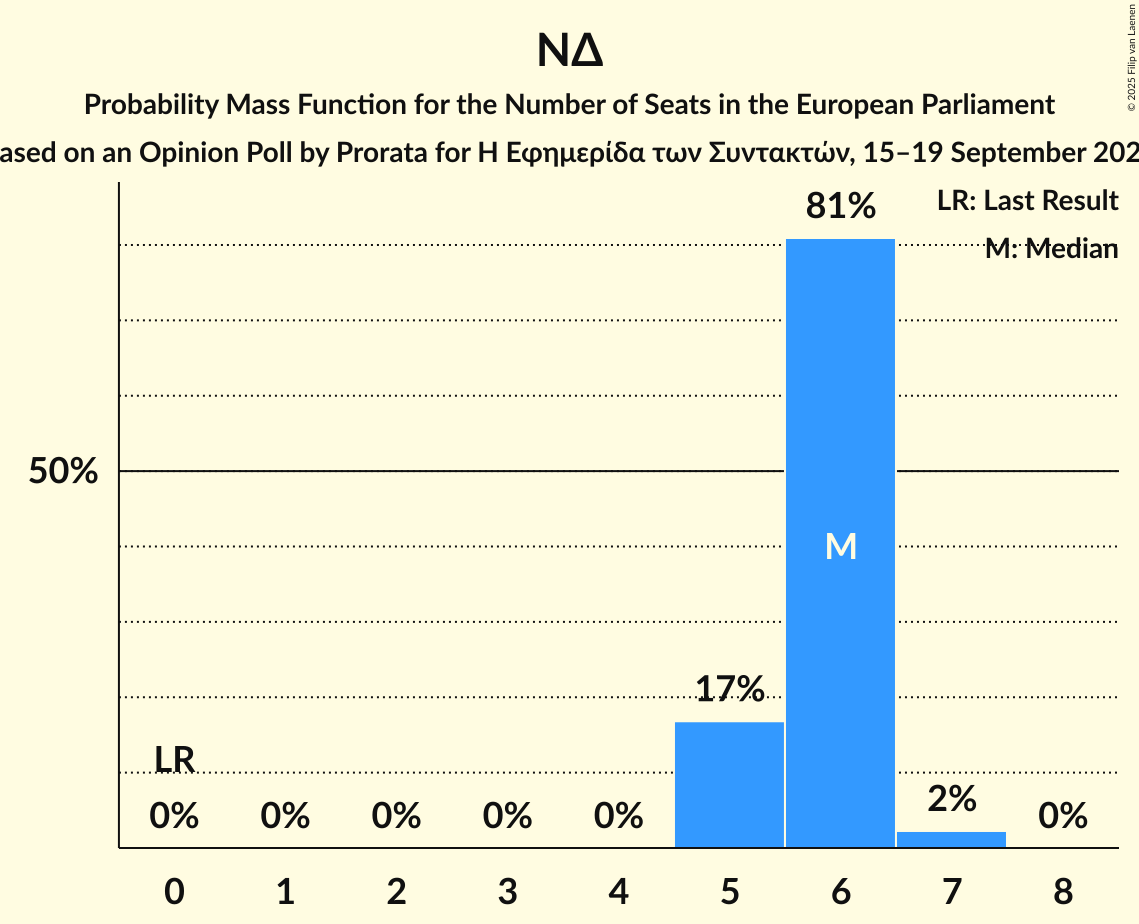 ΝΔ
Probability Mass Function for the Number of Seats in the European Parliament
ased on an Opinion Poll by Prorata for Η Εφημερίδα των Συντακτών, 15–19 September 202
© 2025 Filip van Laenen
LR: Last Result
M: Median
81%
50%
M
17%
LR
2%
0% 0% 0% 0% 0% 0%
0 1 2 3 4 5 6 7 8